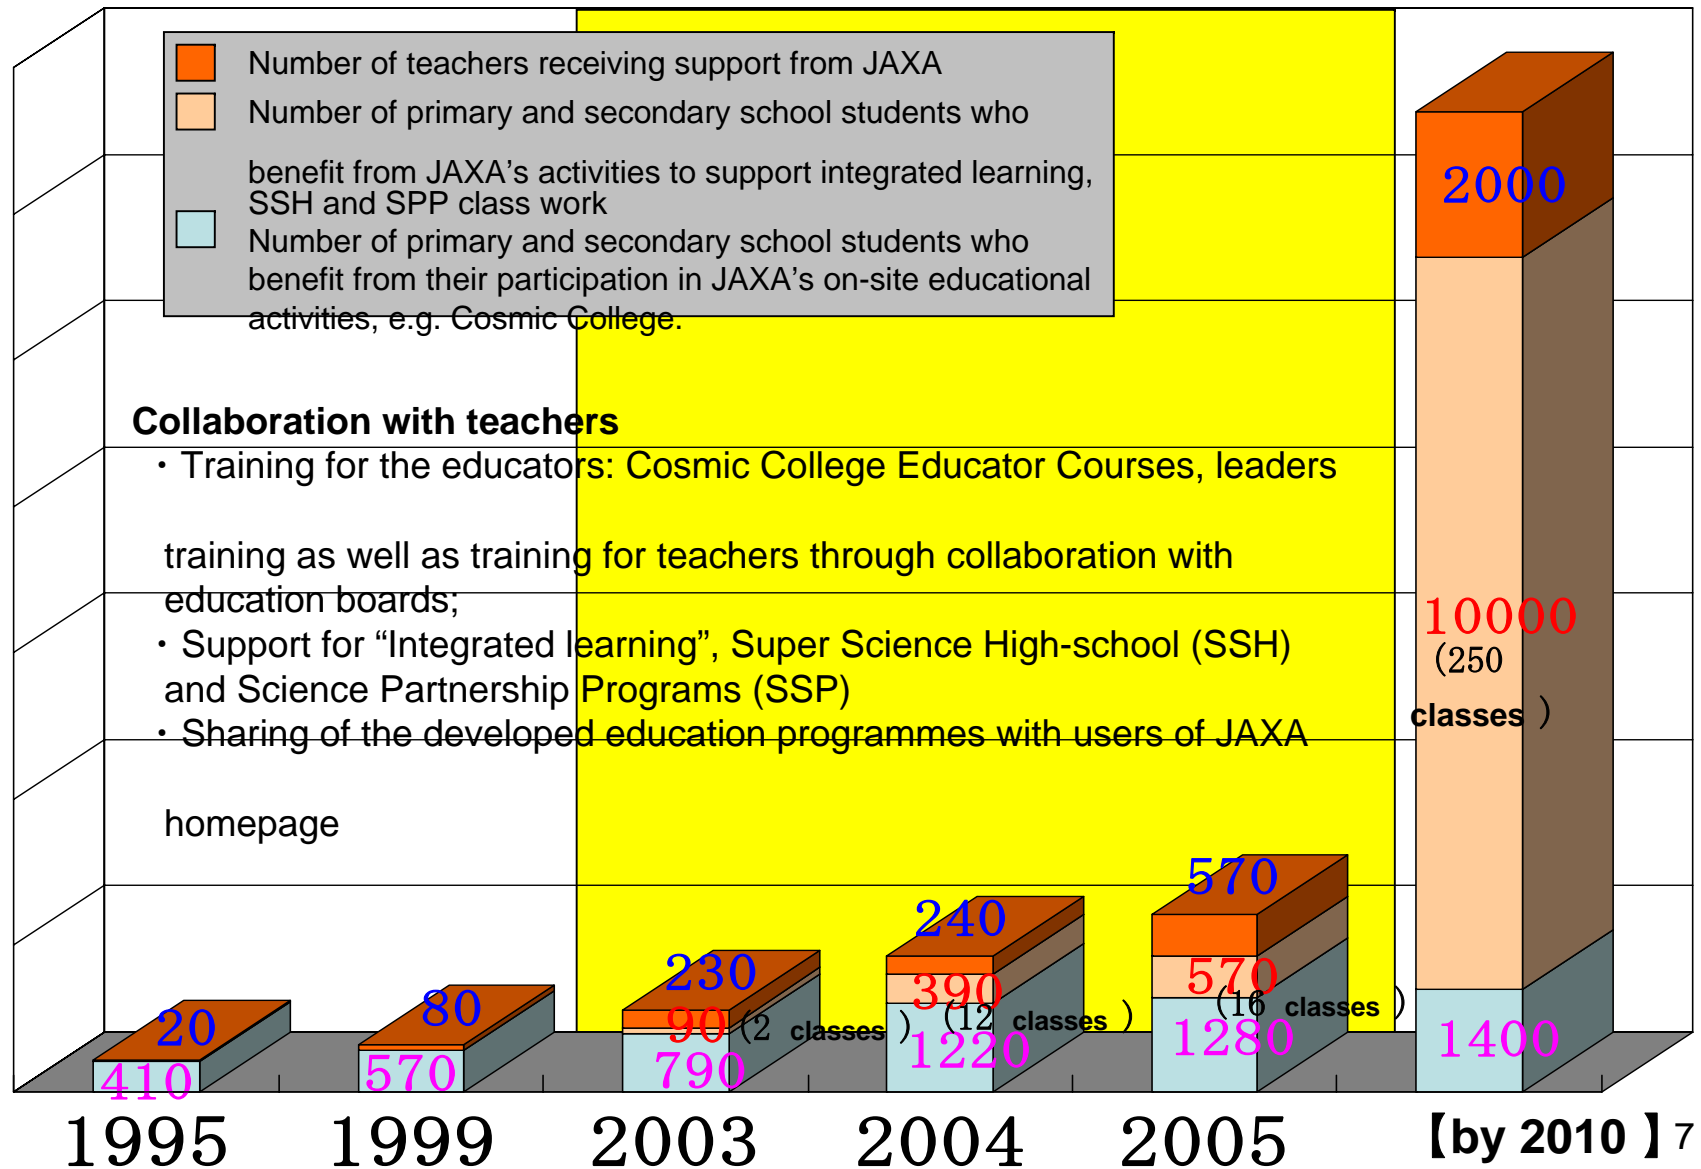 Number of teachers receiving support from JAXA
Number of primary and secondary school students who
benefit from JAXA’s activities to support integrated learning,
SSH and SPP class work
Number of primary and secondary school students who
benefit from their participation in JAXA’s on-site educational
activities, e.g. Cosmic College.
Collaboration with teachers
・Training for the educators: Cosmic College Educator Courses, leaders
training as well as training for teachers through collaboration with
education boards;
・Support for “Integrated learning”, Super Science High-school (SSH)
and Science Partnership Programs (SSP)
・Sharing of the developed education programmes with users of JAXA
homepage
20
410
80
570
230
90 (2 classes)
790
240
390 (12 classes)
1220
570
570 (16 classes)
1280
2000
10000
(250
classes)
1400
1995 1999 2003 2004 2005 【by 2010】 7